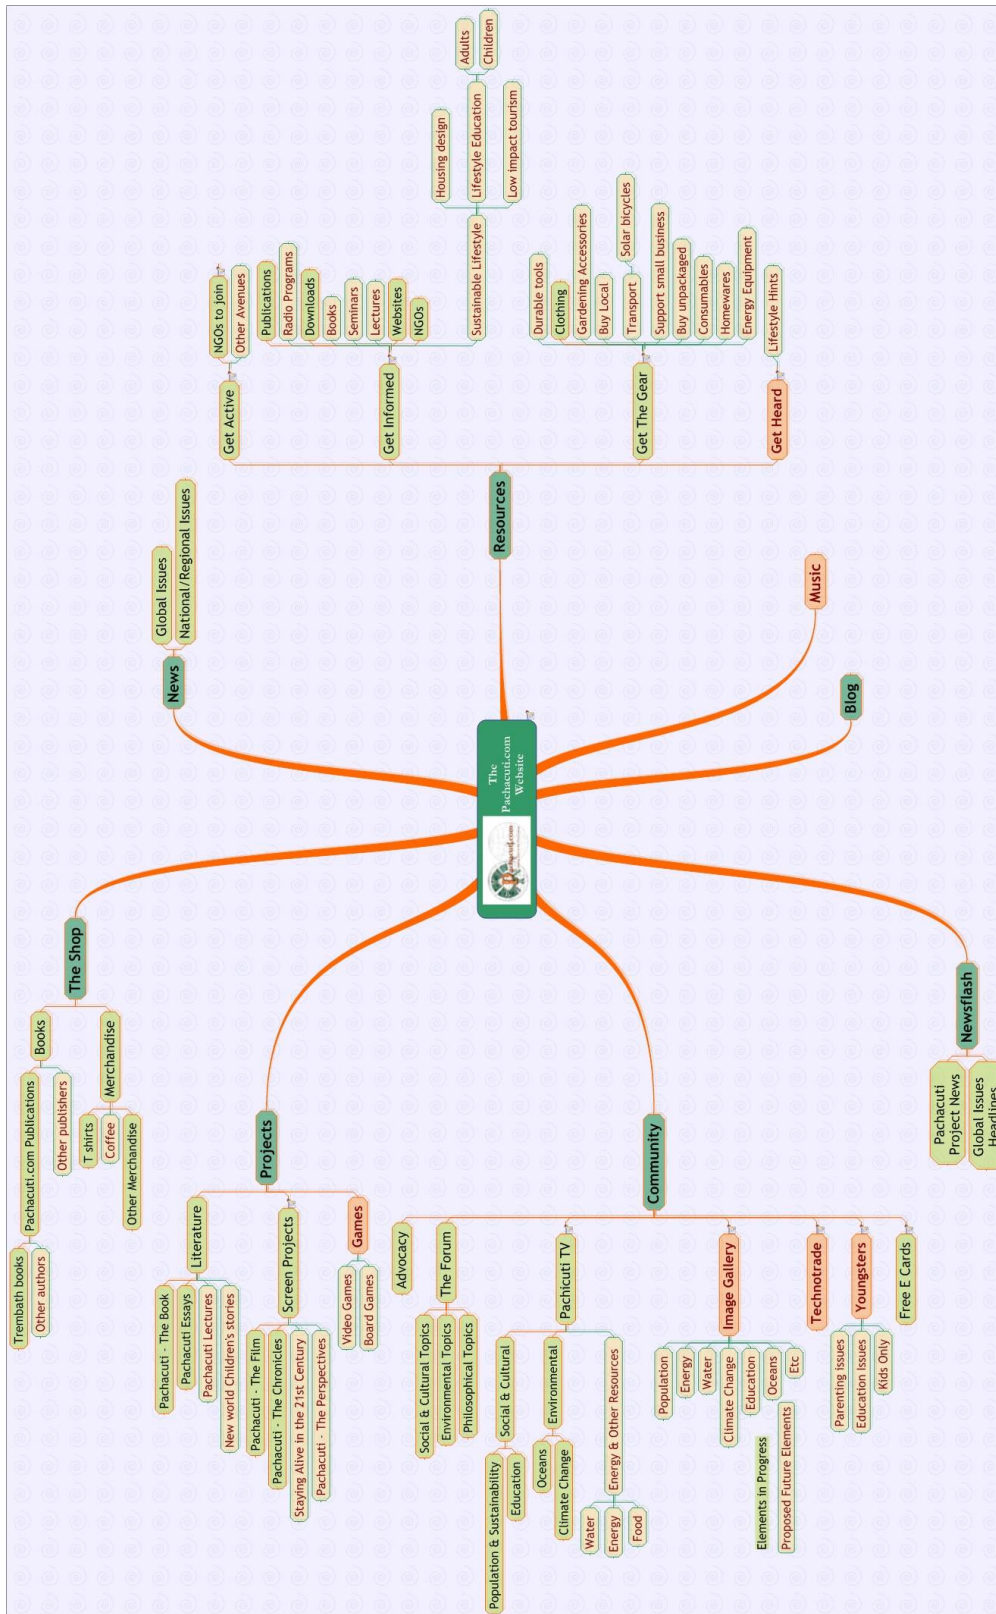 The
Pachacuti.com
Website
The Shop
Books
Pachacuti.com Publications
Trembath books
Other authors
Other publishers
Merchandise
T shirts
Coffee
Other Merchandise
Projects
Literature
Pachacuti - The Book
Pachacuti Essays
Pachacuti Lectures
New world Children's stories
Screen Projects
Pachacuti - The Film
Pachacuti - The Chronicles
Staying Alive in the 21st Century
Pachacuti - The Perspectives
Games
Video Games
Board Games
Community
Advocacy
The Forum
Social & Cultural Topics
Environmental Topics
Philosophical Topics
Pachicuti TV
Social & Cultural
Population & Sustainability
Education
Environmental
Oceans
Climate Change
Energy & Other Resources
Water
Energy
Food
Image Gallery
Population
Energy
Water
Climate Change
Education
Oceans
Etc
Technotrade
Youngsters
Parenting Issues
Education Issues
Kids Only
Free E Cards
Elements in Progress
Proposed Future Elements
Newsflash
Pachacuti
Project News
Global Issues
Headlines
News
Global Issues
National/Regional Issues
Resources
Get Active
NGOs to join
Other Avenues
Get Informed
Publications
Radio Programs
Downloads
Books
Seminars
Lectures
Websites
NGOs
Sustainable Lifestyle
Housing design
Lifestyle Education
Adults
Children
Low impact tourism
Get The Gear
Durable tools
Clothing
Gardening Accessories
Buy Local
Transport
Solar bicycles
Support small business
Buy unpackaged
Consumables
Homewares
Energy Equipment
Get Heard
Lifestyle Hints
Music
Blog